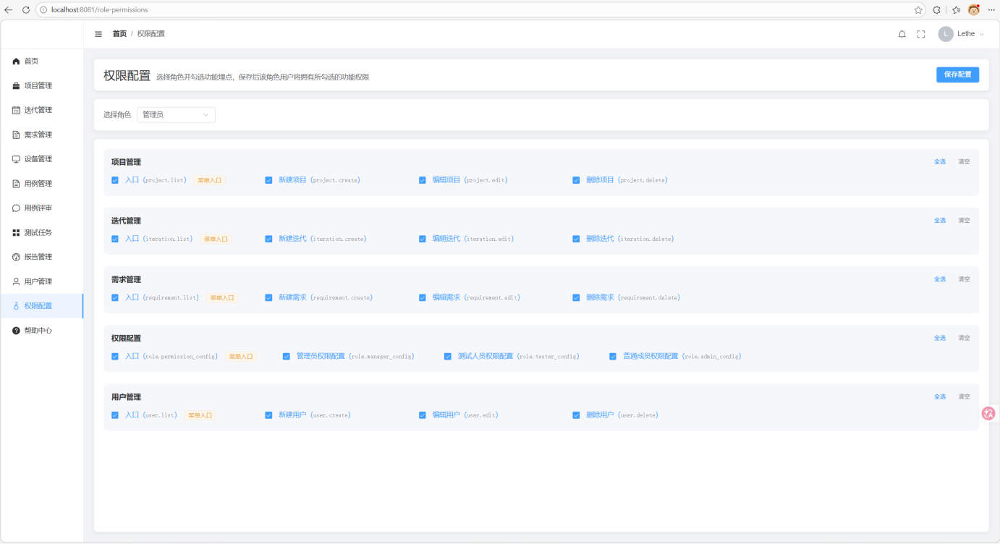 localhost:8081/role-permissions
首页 / 权限配置
L Lethe
首页
项目管理
迭代管理
需求管理
设备管理
用例管理
用例评审
测试任务
报告管理
用户管理
权限配置
帮助中心
权限配置 选择角色并勾选功能埋点，保存后该角色用户将拥有所勾选的功能权限
保存配置
选择角色 管理员
项目管理 全选 清空
入口 (project.list) 菜单入口 新建项目 (project.create) 编辑项目 (project.edit) 删除项目 (project.delete)
迭代管理 全选 清空
入口 (iteration.list) 菜单入口 新建迭代 (iteration.create) 编辑迭代 (iteration.edit) 删除迭代 (iteration.delete)
需求管理 全选 清空
入口 (requirement.list) 菜单入口 新建需求 (requirement.create) 编辑需求 (requirement.edit) 删除需求 (requirement.delete)
权限配置 全选 清空
入口 (role.permission_config) 菜单入口 管理员权限配置 (role.manager_config) 测试人员权限配置 (role.tester_config) 普通成员权限配置 (role.admin_config)
用户管理 全选 清空
入口 (user.list) 菜单入口 新建用户 (user.create) 编辑用户 (user.edit) 删除用户 (user.delete)